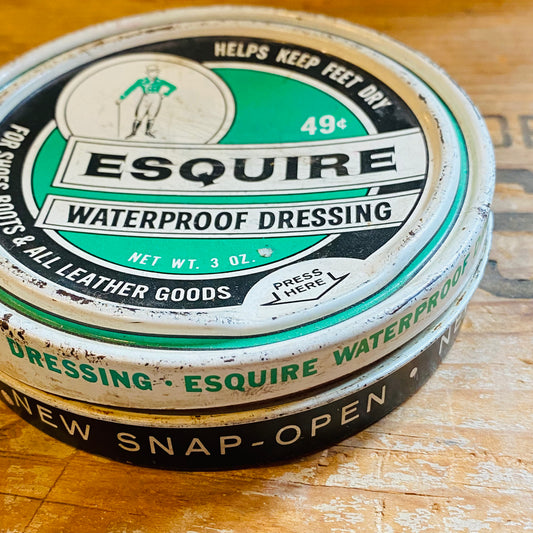 HELPS KEEP FEET DRY
49¢
ESQUIRE
WATERPROOF DRESSING
NET WT. 3 OZ.
FOR SHOES BOOTS & ALL LEATHER GOODS
PRESS
HERE
DRESSING · ESQUIRE WATERPROOF
NEW SNAP-OPEN ·